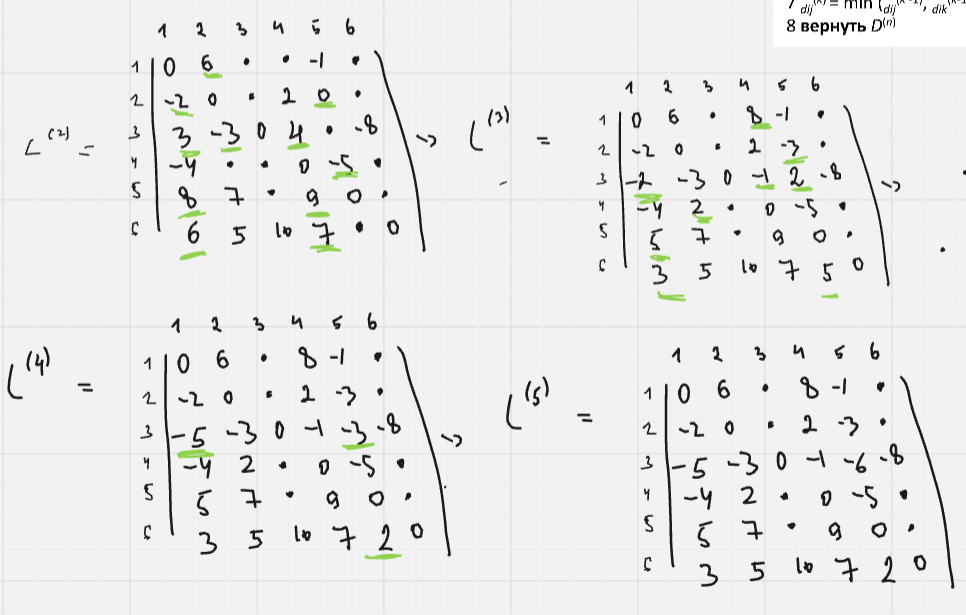 7 dij^(k) = min (dij^(k-1), dik^(k-1
8 вернуть D^(n)
L^(2) =
1 2 3 4 5 6
1 0 6 • • -1 •
2 -2 0 • 2 0 •
3 3 -3 0 4 • -8
4 -4 • • 0 -5 •
5 8 7 • 9 0 •
6 6 5 10 7 • 0
→ L^(3) =
1 2 3 4 5 6
1 0 6 • 8 -1 •
2 -2 0 • 2 -3 •
3 -2 -3 0 -1 2 -8
4 -4 2 • 0 -5 •
5 5 7 • 9 0 •
6 3 5 10 7 5 0
→
L^(4) =
1 2 3 4 5 6
1 0 6 • 8 -1 •
2 -2 0 • 2 -3 •
3 -5 -3 0 -1 -3 -8
4 -4 2 • 0 -5 •
5 5 7 • 9 0 •
6 3 5 10 7 2 0
→ L^(5) =
1 2 3 4 5 6
1 0 6 • 8 -1 •
2 -2 0 • 2 -3 •
3 -5 -3 0 -1 -6 -8
4 -4 2 • 0 -5 •
5 5 7 • 9 0 •
6 3 5 10 7 2 0